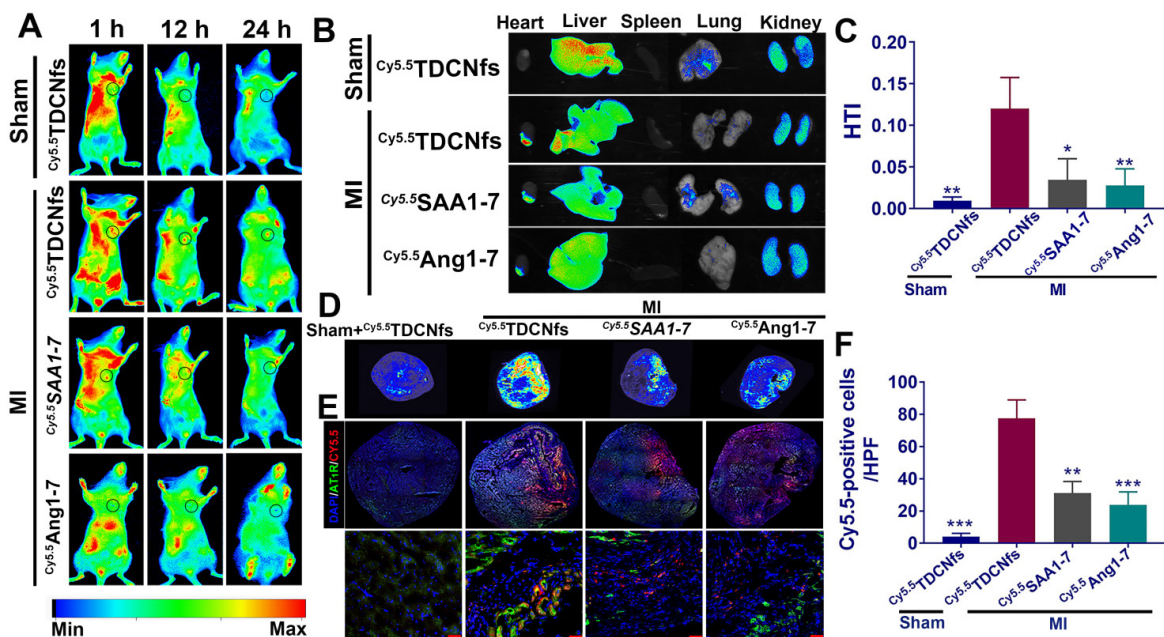 A
1 h 12 h 24 h
Sham
Cy5.5TDCNfs
MI
Cy5.5TDCNfs
Cy5.5SAA1-7
Cy5.5Ang1-7
Min Max
B
Heart Liver Spleen Lung Kidney
Sham
Cy5.5TDCNfs
MI
Cy5.5TDCNfs
Cy5.5SAA1-7
Cy5.5Ang1-7
C
HTI
0.20
0.15
0.10
0.05
0.00
** * **
Cy5.5TDCNfs Cy5.5TDCNfs Cy5.5SAA1-7 Cy5.5Ang1-7
Sham MI
D
MI
Sham+Cy5.5TDCNfs Cy5.5TDCNfs Cy5.5SAA1-7 Cy5.5Ang1-7
E
DAPI/AT1R/CY5.5
F
Cy5.5-positive cells
/HPF
100
80
60
40
20
0
*** ** ***
Cy5.5TDCNfs Cy5.5TDCNfs Cy5.5SAA1-7 Cy5.5Ang1-7
Sham MI